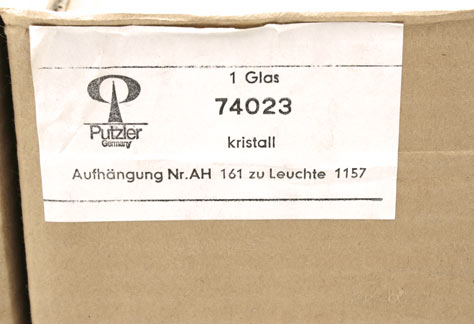 1 Glas
74023
kristall
Putzler
Germany
Aufhängung Nr.AH 161 zu Leuchte 1157